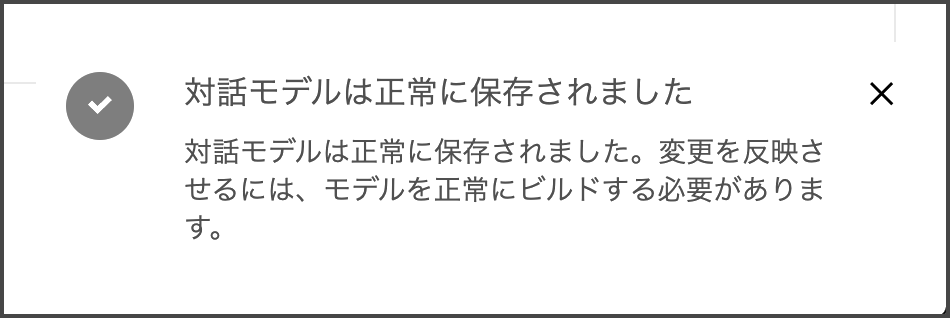 対話モデルは正常に保存されました
対話モデルは正常に保存されました。変更を反映さ
せるには、モデルを正常にビルドする必要がありま
す。